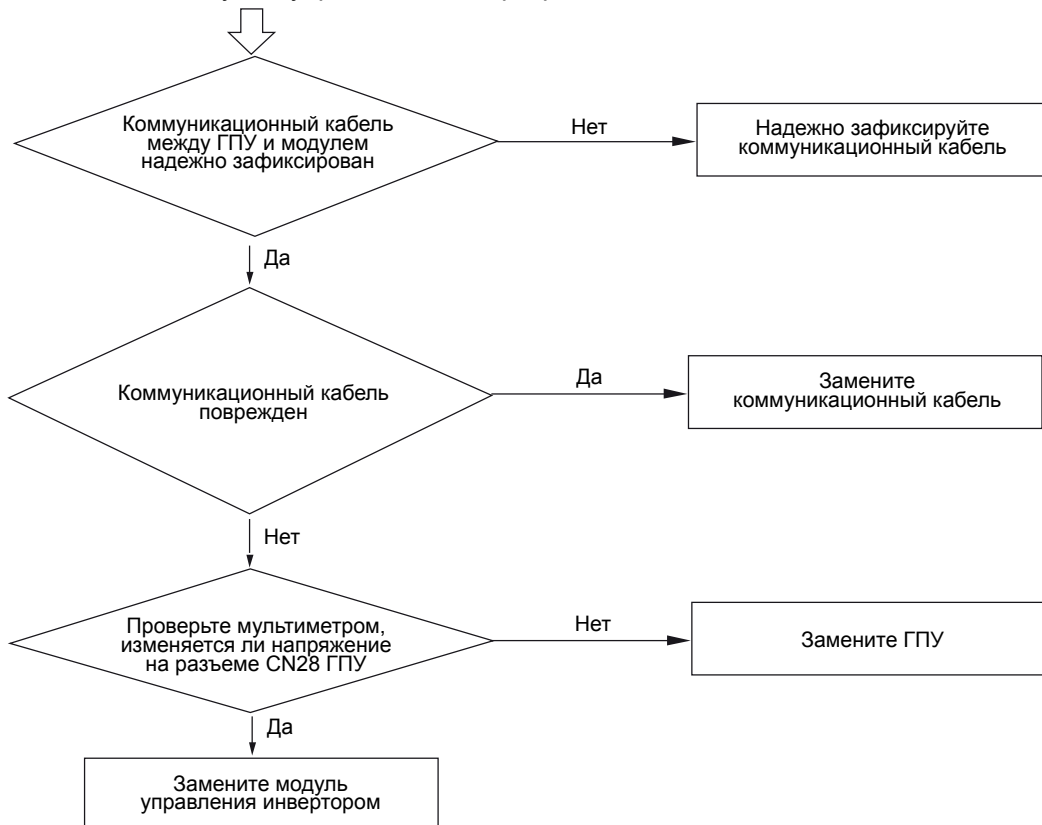 Коммуникационный кабель
между ГПУ и модулем
надежно зафиксирован
Нет
Надежно зафиксируйте
коммуникационный кабель
Да
Коммуникационный кабель
поврежден
Да
Замените
коммуникационный кабель
Нет
Проверьте мультиметром,
изменяется ли напряжение
на разъеме CN28 ГПУ
Нет
Замените ГПУ
Да
Замените модуль
управления инвертором